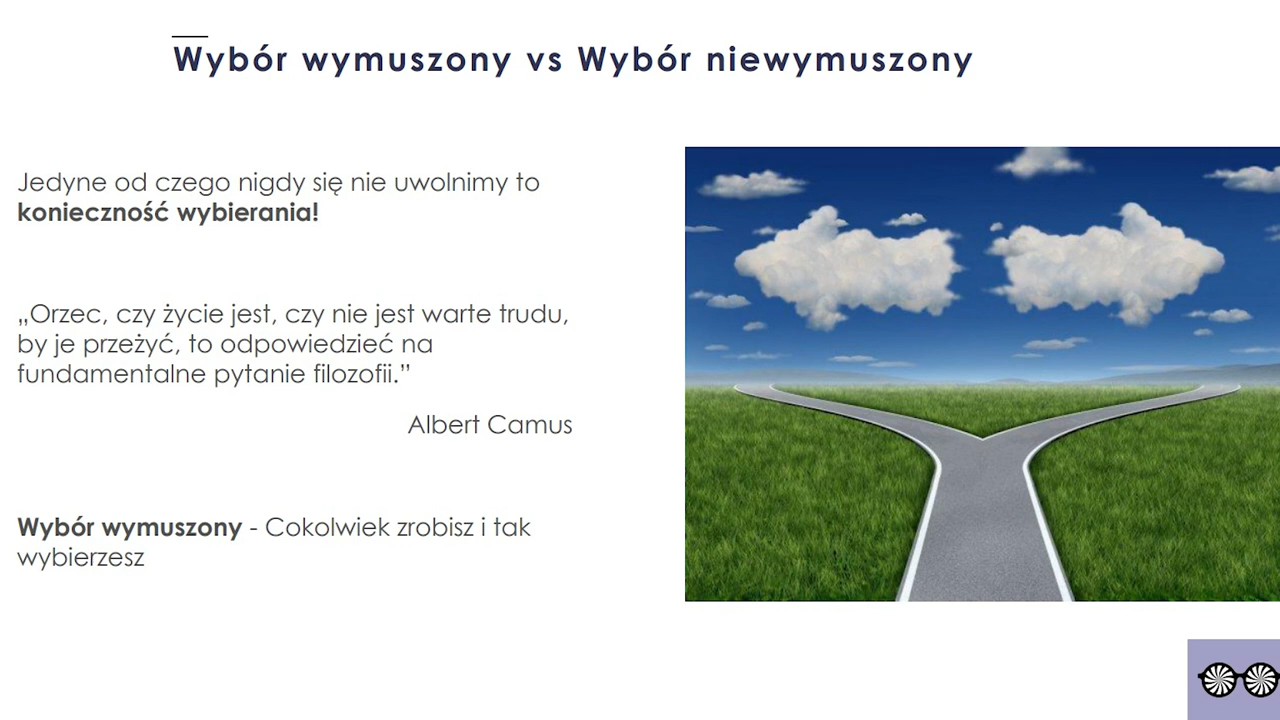 Wybór wymuszony vs Wybór niewymuszony
Jedyne od czego nigdy się nie uwolnimy to
konieczność wybierania!
„Orzec, czy życie jest, czy nie jest warte trudu,
by je przeżyć, to odpowiedzieć na
fundamentalne pytanie filozofii.”
Albert Camus
Wybór wymuszony - Cokolwiek zrobisz i tak
wybierzesz